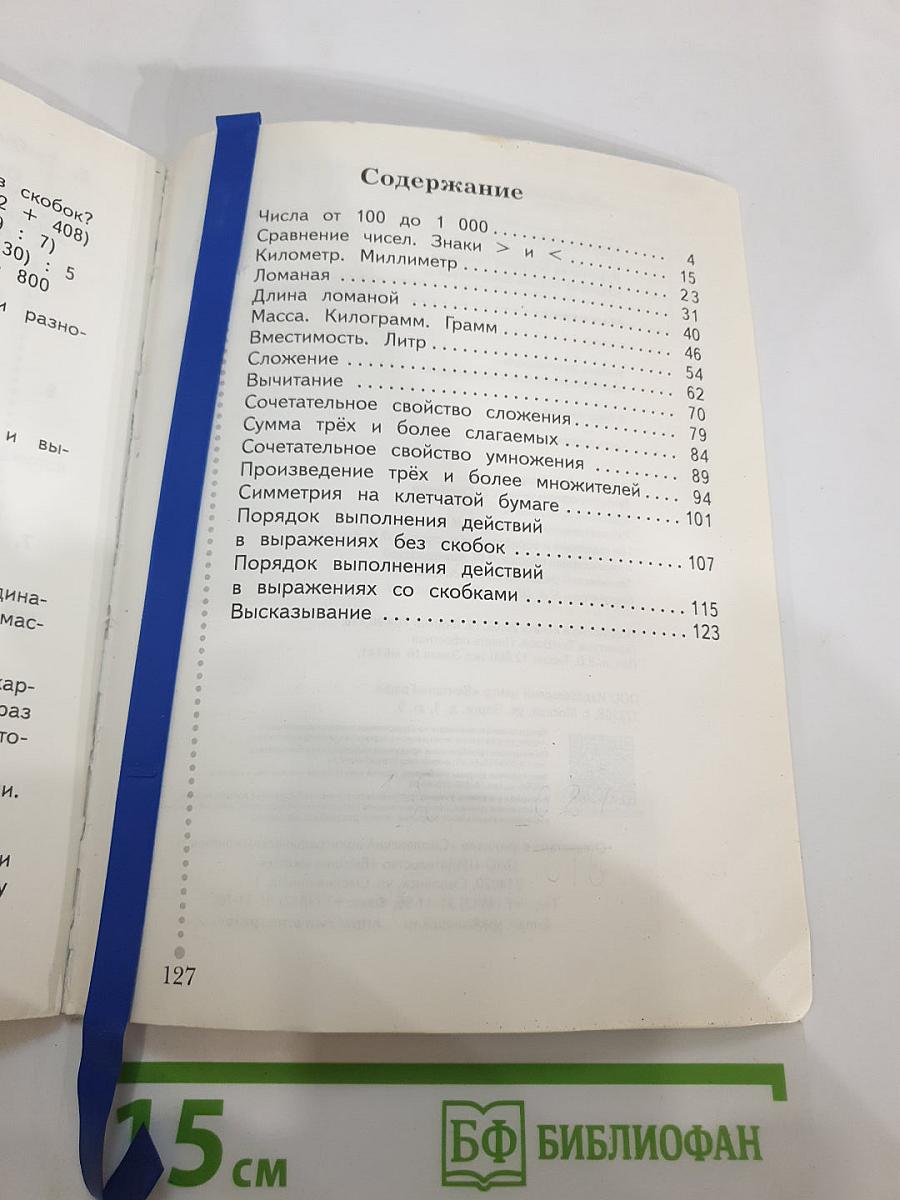 в скобок?
2 + 408)
9 : 7)
30) : 5
800
и разно-
и вы-
дина-
мас-
кар-
раз
то-
и.
и
у
Содержание
Числа от 100 до 1 000 ........................ 4
Сравнение чисел. Знаки > и < ............ 15
Километр. Миллиметр ........................ 23
Ломаная ........................................ 31
Длина ломаной ................................ 40
Масса. Килограмм. Грамм .................... 46
Вместимость. Литр ............................ 54
Сложение ...................................... 62
Вычитание ...................................... 70
Сочетательное свойство сложения ............ 79
Сумма трёх и более слагаемых .............. 84
Сочетательное свойство умножения ......... 89
Произведение трёх и более множителей .... 94
Симметрия на клетчатой бумаге ............ 101
Порядок выполнения действий
в выражениях без скобок .................... 107
Порядок выполнения действий
в выражениях со скобками .................. 115
Высказывание .................................. 123
127
15 см
БФ БИБЛИОФАН